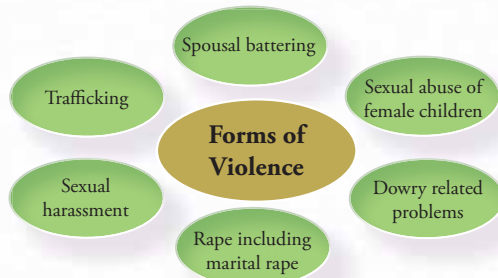 Spousal battering
Trafficking
Sexual abuse of
female children
Forms of
Violence
Sexual
harassment
Dowry related
problems
Rape including
marital rape